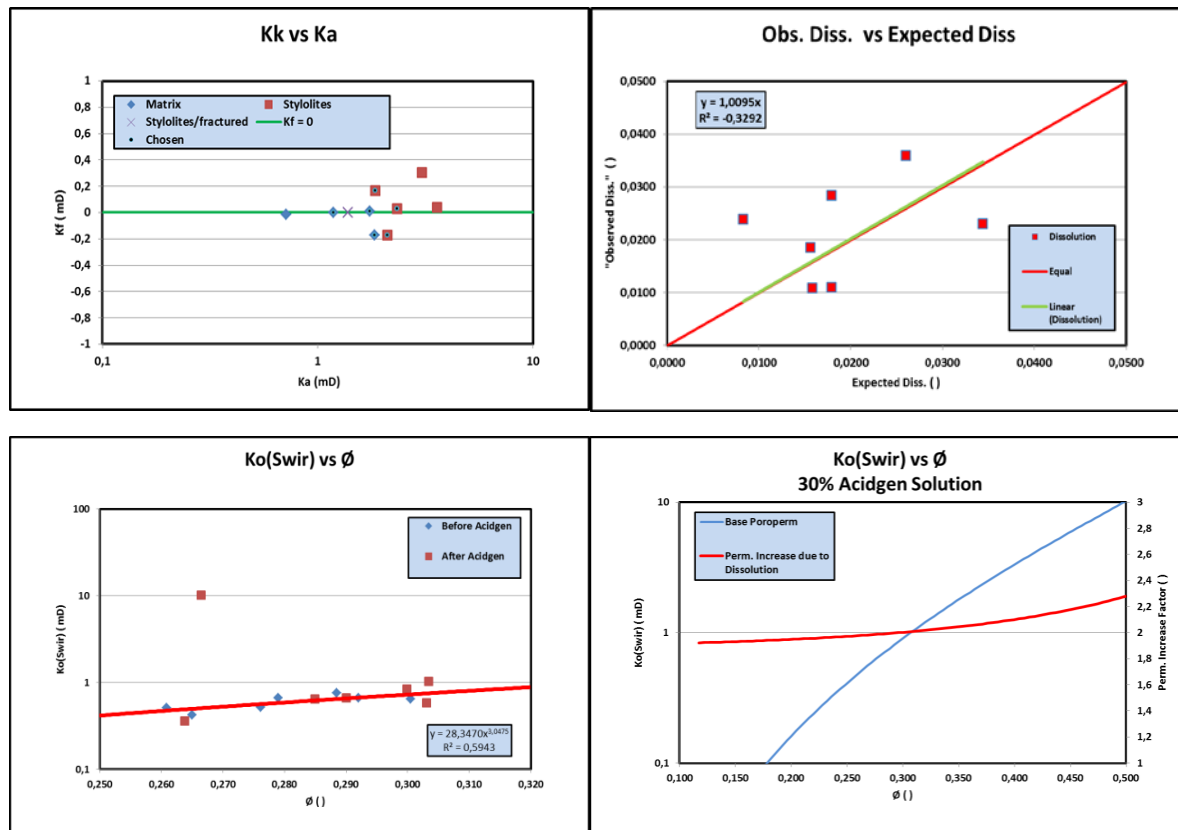 Kk vs Ka
1
0,8
0,6
0,4
0,2
0
-0,2
-0,4
-0,6
-0,8
-1
Kf ( mD)
Matrix
Stylolites
Stylolites/fractured
Kf = 0
Chosen
0,1
1
10
Ka (mD)
Obs. Diss. vs Expected Diss
0,0500
0,0400
0,0300
0,0200
0,0100
0,0000
"Observed Diss." ( )
y = 1,0095x
R² = -0,3292
Dissolution
Equal
Linear
(Dissolution)
0,0000
0,0100
0,0200
0,0300
0,0400
0,0500
Expected Diss. ( )
Ko(Swir) vs Ø
100
10
1
0,1
Ko(Swir) ( mD)
Before Acidgen
After Acidgen
y = 28,3470x^3,0475
R² = 0,5943
0,250
0,260
0,270
0,280
0,290
0,300
0,310
0,320
Ø ( )
Ko(Swir) vs Ø
30% Acidgen Solution
10
1
0,1
Ko(Swir) ( mD)
Base Poroperm
Perm. Increase due to
Dissolution
3
2,8
2,6
2,4
2,2
2
1,8
1,6
1,4
1,2
1
Perm. Increase Factor ( )
0,100
0,200
0,300
0,400
0,500
Ø ( )